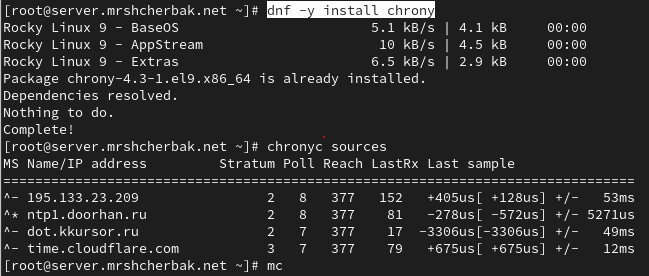 [root@server.mrshcherbak.net ~]# dnf -y install chrony
Rocky Linux 9 - BaseOS                          5.1 kB/s | 4.1 kB     00:00
Rocky Linux 9 - AppStream                        10 kB/s | 4.5 kB     00:00
Rocky Linux 9 - Extras                          6.5 kB/s | 2.9 kB     00:00
Package chrony-4.3-1.el9.x86_64 is already installed.
Dependencies resolved.
Nothing to do.
Complete!
[root@server.mrshcherbak.net ~]# chronyc sources
MS Name/IP address         Stratum Poll Reach LastRx Last sample
===============================================================================
^- 195.133.23.209                2   8   377   152   +405us[ +128us] +/-   53ms
^* ntp1.doorhan.ru               2   8   377    81   -278us[ -572us] +/- 5271us
^- dot.kkursor.ru                2   7   377    17  -3306us[-3306us] +/-   49ms
^- time.cloudflare.com           3   7   377    79   +675us[ +675us] +/-   12ms
[root@server.mrshcherbak.net ~]# mc